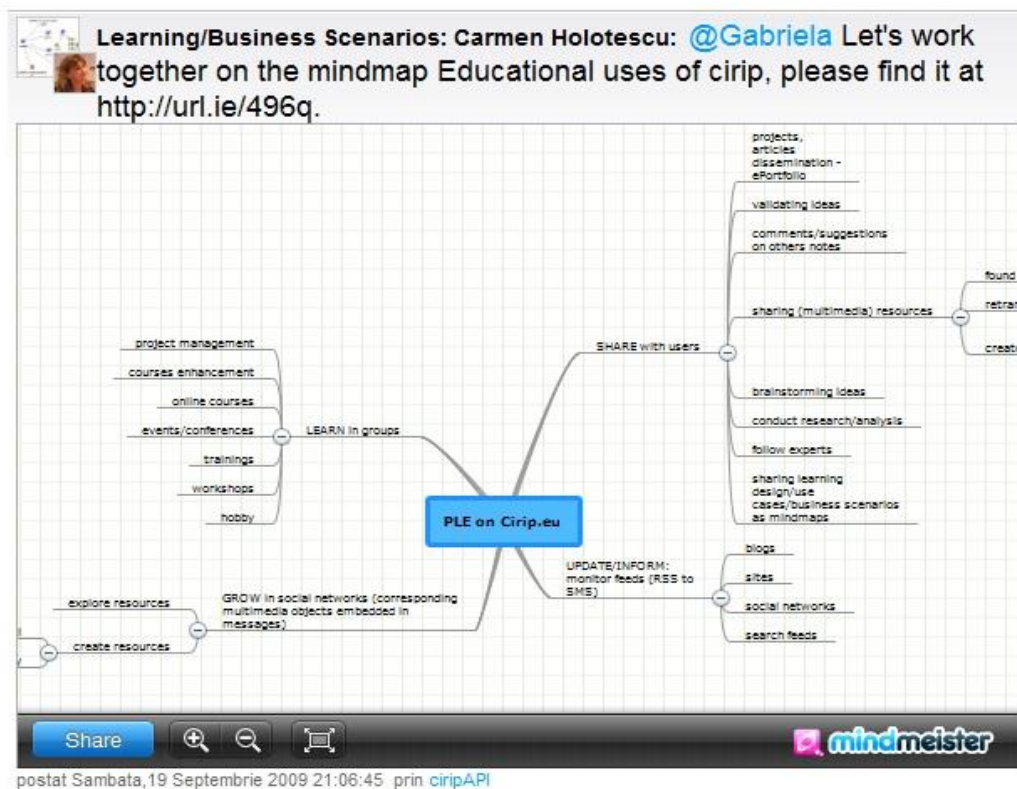 Learning/Business Scenarios: Carmen Holotescu: @Gabriela Let's work
together on the mindmap Educational uses of cirip, please find it at
http://url.ie/496q.
projects,
articles
dissemination -
ePortfolio
validating ideas
comments/suggestions
on others notes
sharing (multimedia) resources
found
SHARE with users
brainstorming ideas
conduct research/analysis
follow experts
sharing learning
design/use
cases/business scenarios
as mindmaps
project management
courses enhancement
online courses
events/conferences
trainings
workshops
hobby
LEARN in groups
PLE on Cirip.eu
UPDATE/INFORM:
monitor feeds (RSS to
SMS)
blogs
sites
social networks
search feeds
GROW in social networks (corresponding
multimedia objects embedded in
messages)
explore resources
create resources
Share
mindmeister
postat Sambata,19 Septembrie 2009 21:06:45 prin ciripAPI